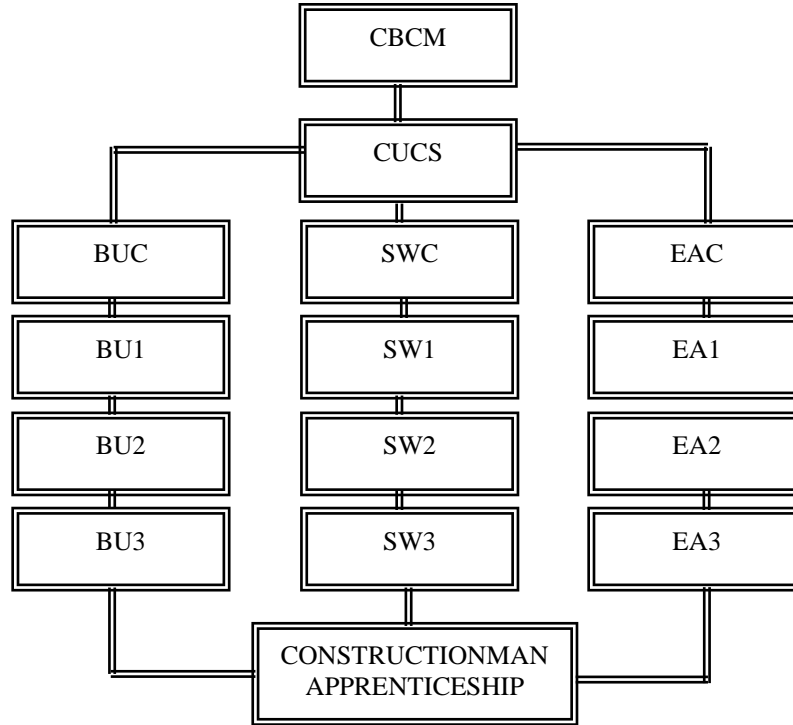 CBCM
CUCS
BUC
SWC
EAC
BU1
SW1
EA1
BU2
SW2
EA2
BU3
SW3
EA3
CONSTRUCTIONMAN
APPRENTICESHIP